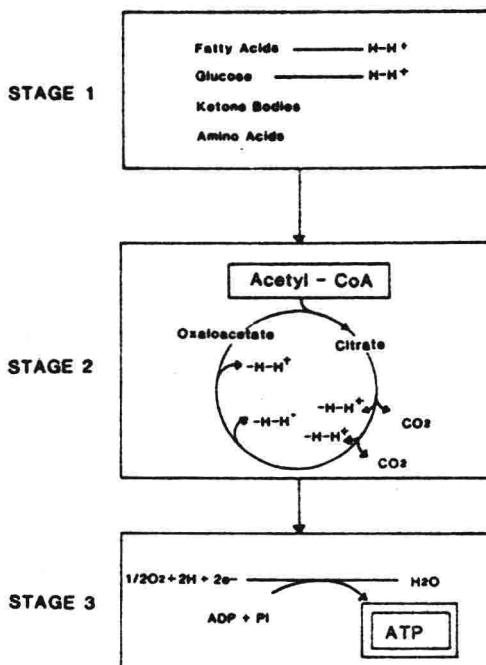 STAGE 1
Fatty Acids H-H+
Glucose H-H+
Ketone Bodies
Amino Acids
STAGE 2
Acetyl - CoA
Oxaloacetate
Citrate
-H-H+
-H-H+
CO2
-H-H+
-H-H+
CO2
STAGE 3
1/2O2+2H + 2e-
H2O
ADP + PI
ATP